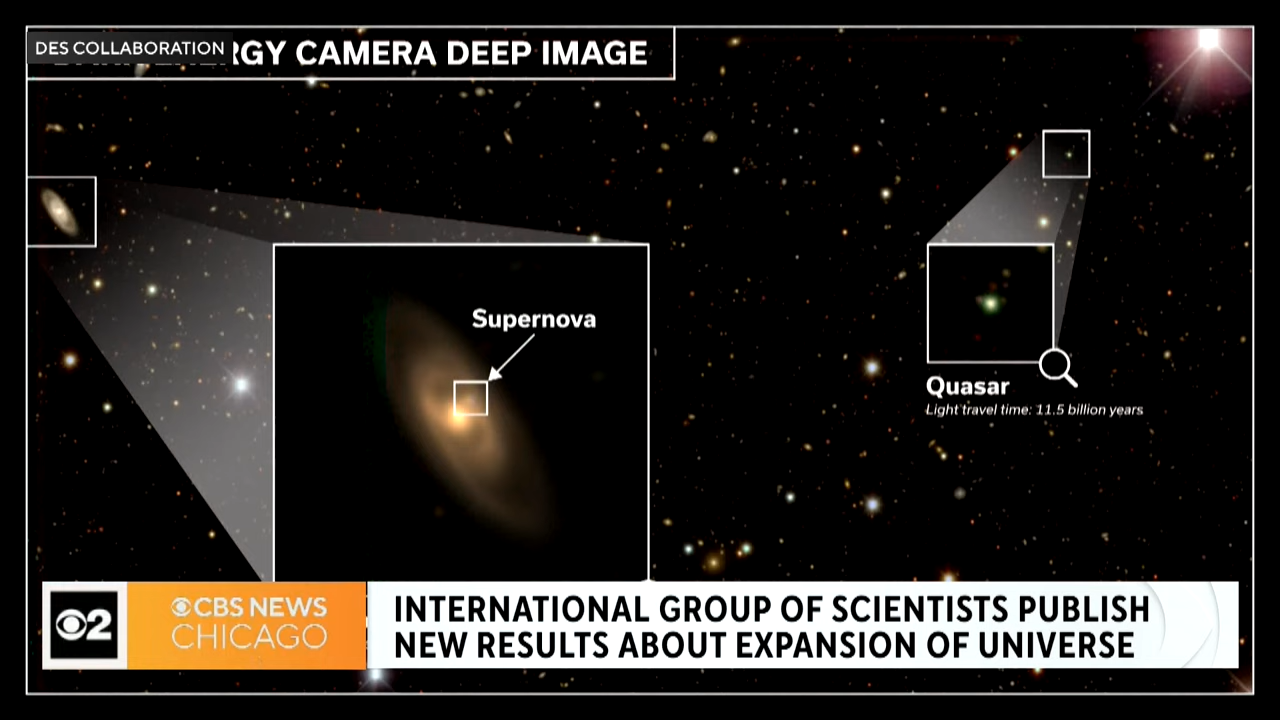 DES COLLABORATION
RGY CAMERA DEEP IMAGE
Supernova
Quasar
Light travel time: 11.5 billion years
2
CBS NEWS
CHICAGO
INTERNATIONAL GROUP OF SCIENTISTS PUBLISH
NEW RESULTS ABOUT EXPANSION OF UNIVERSE